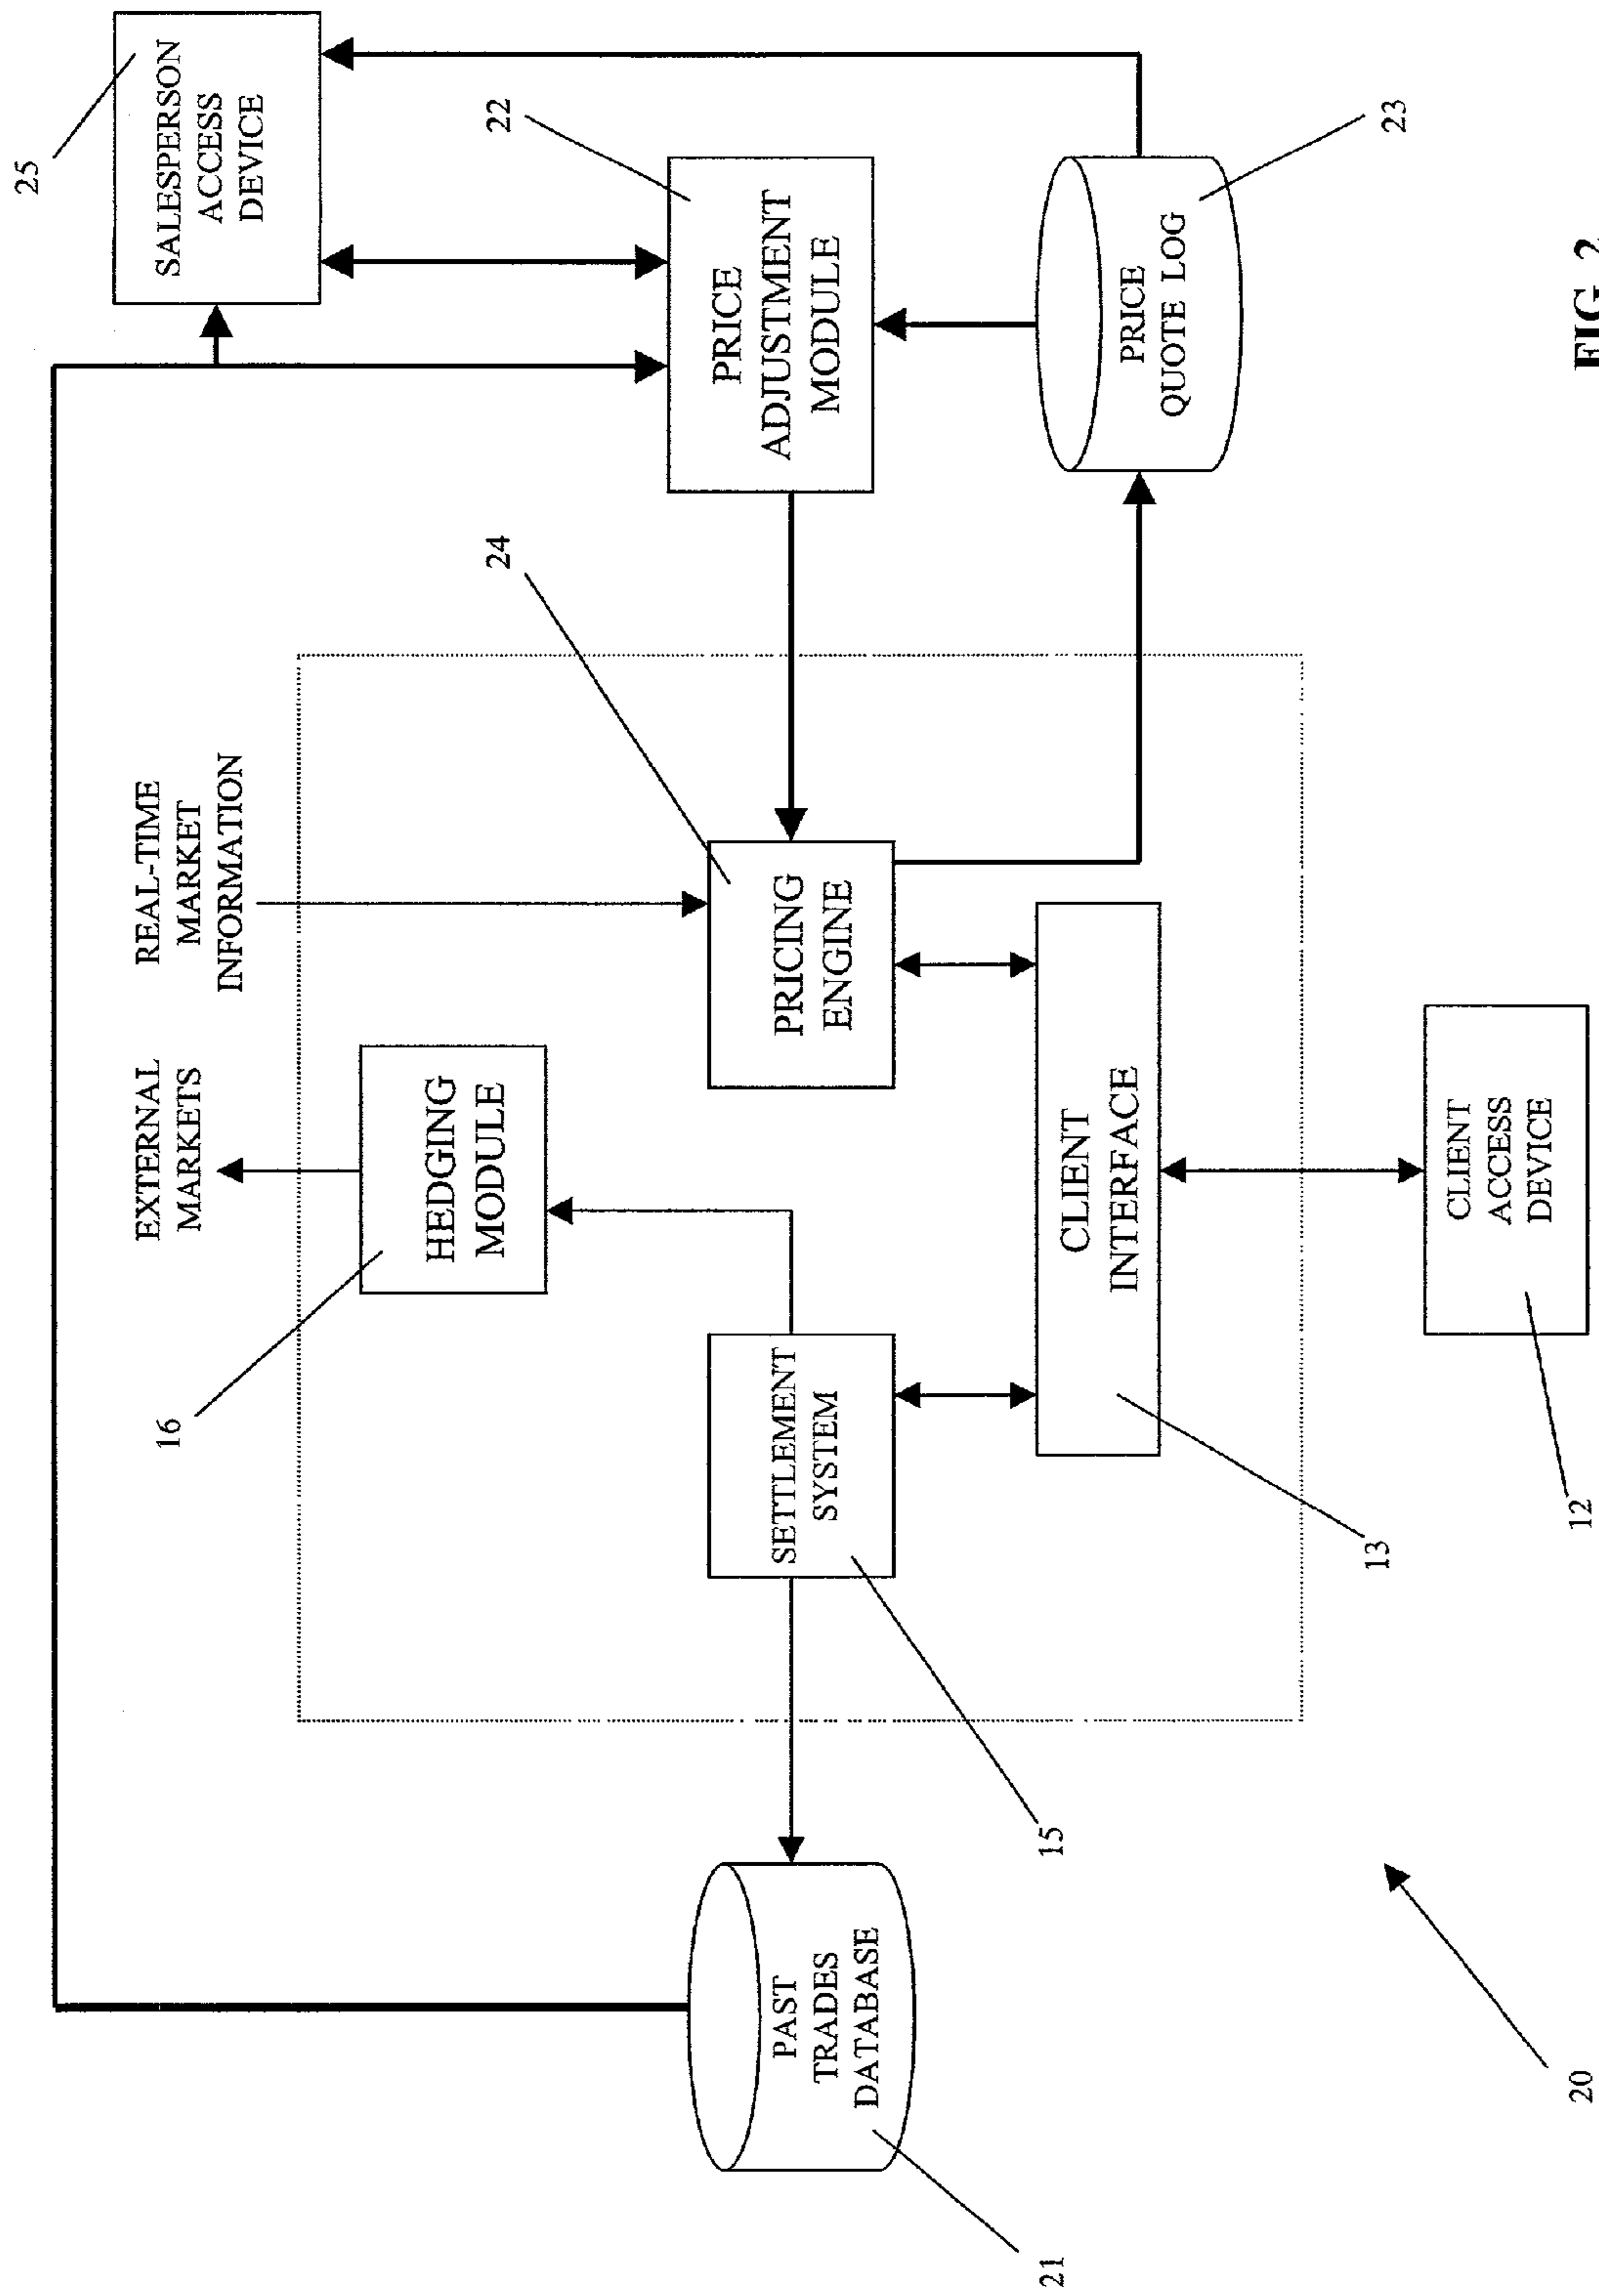 25
EXTERNAL
MARKETS
REAL-TIME
MARKET
INFORMATION
SALESPERSON
ACCESS
DEVICE
16
HEDGING
MODULE
24
22
PAST
TRADES
DATABASE
SETTLEMENT
SYSTEM
PRICING
ENGINE
PRICE
ADJUSTMENT
MODULE
21
15
CLIENT
INTERFACE
PRICE
QUOTE LOG
13
23
CLIENT
ACCESS
DEVICE
20
12
FIG. 2